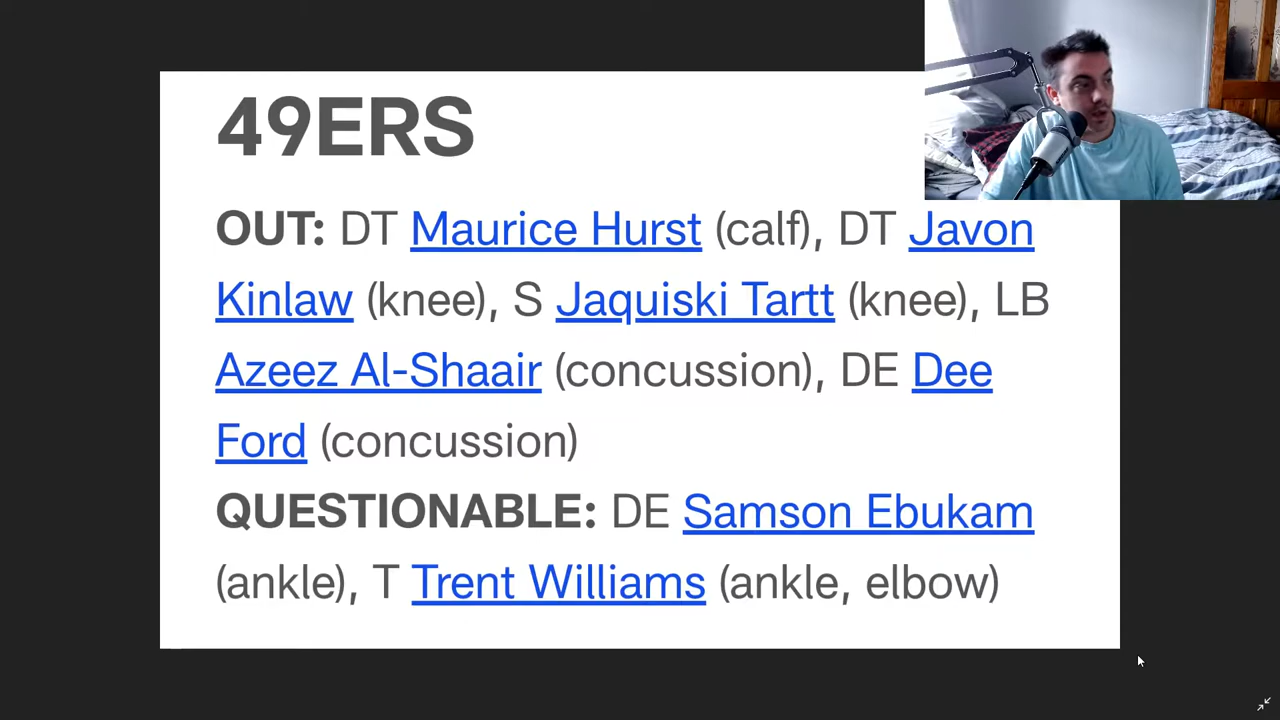 49ERS
OUT: DT Maurice Hurst (calf), DT Javon
Kinlaw (knee), S Jaquiski Tartt (knee), LB
Azeez Al-Shaair (concussion), DE Dee
Ford (concussion)
QUESTIONABLE: DE Samson Ebukam
(ankle), T Trent Williams (ankle, elbow)